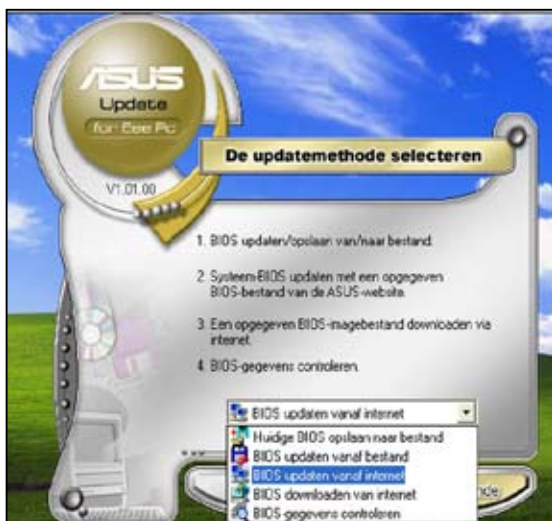 ASUS
Update
for Eee Pc
V1.01.00
De updatemethode selecteren
1. BIOS updaten/opslaan van/naar bestand.
2. Systeem-BIOS updaten met een opgegeven
BIOS-bestand van de ASUS-website.
3. Een opgegeven BIOS-imagebestand downloaden via
internet.
4. BIOS-gegevens controleren.
BIOS updaten vanaf internet
Huidige BIOS opslaan naar bestand
BIOS updaten vanaf bestand
BIOS updaten vanaf internet
BIOS downloaden van internet
BIOS-gegevens controleren